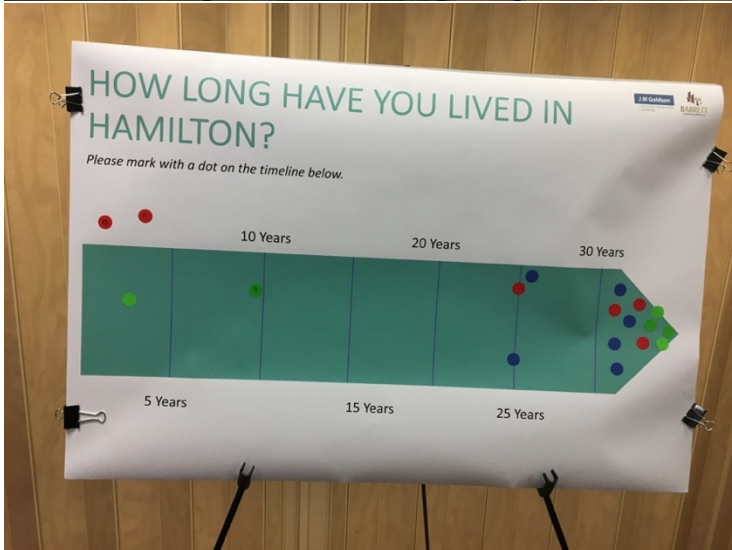 HOW LONG HAVE YOU LIVED IN
HAMILTON?
J M Goldson
BARRETT
Please mark with a dot on the timeline below.
10 Years
20 Years
30 Years
5 Years
15 Years
25 Years